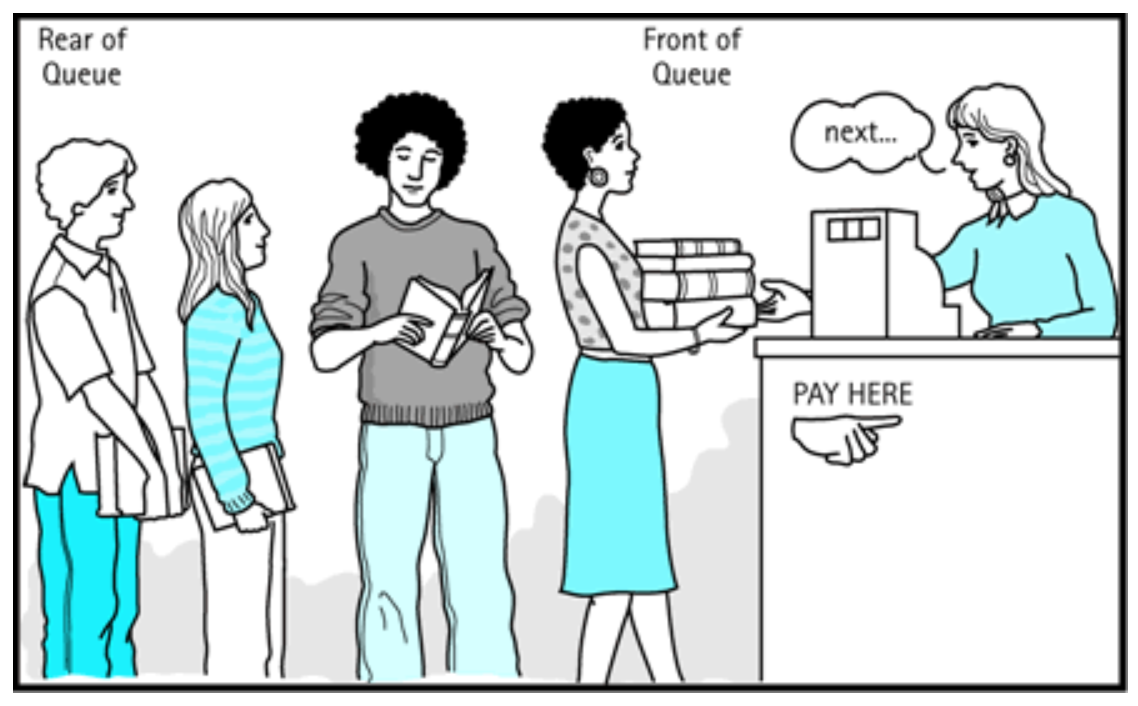 Rear of
Queue
Front of
Queue
next...
PAY HERE